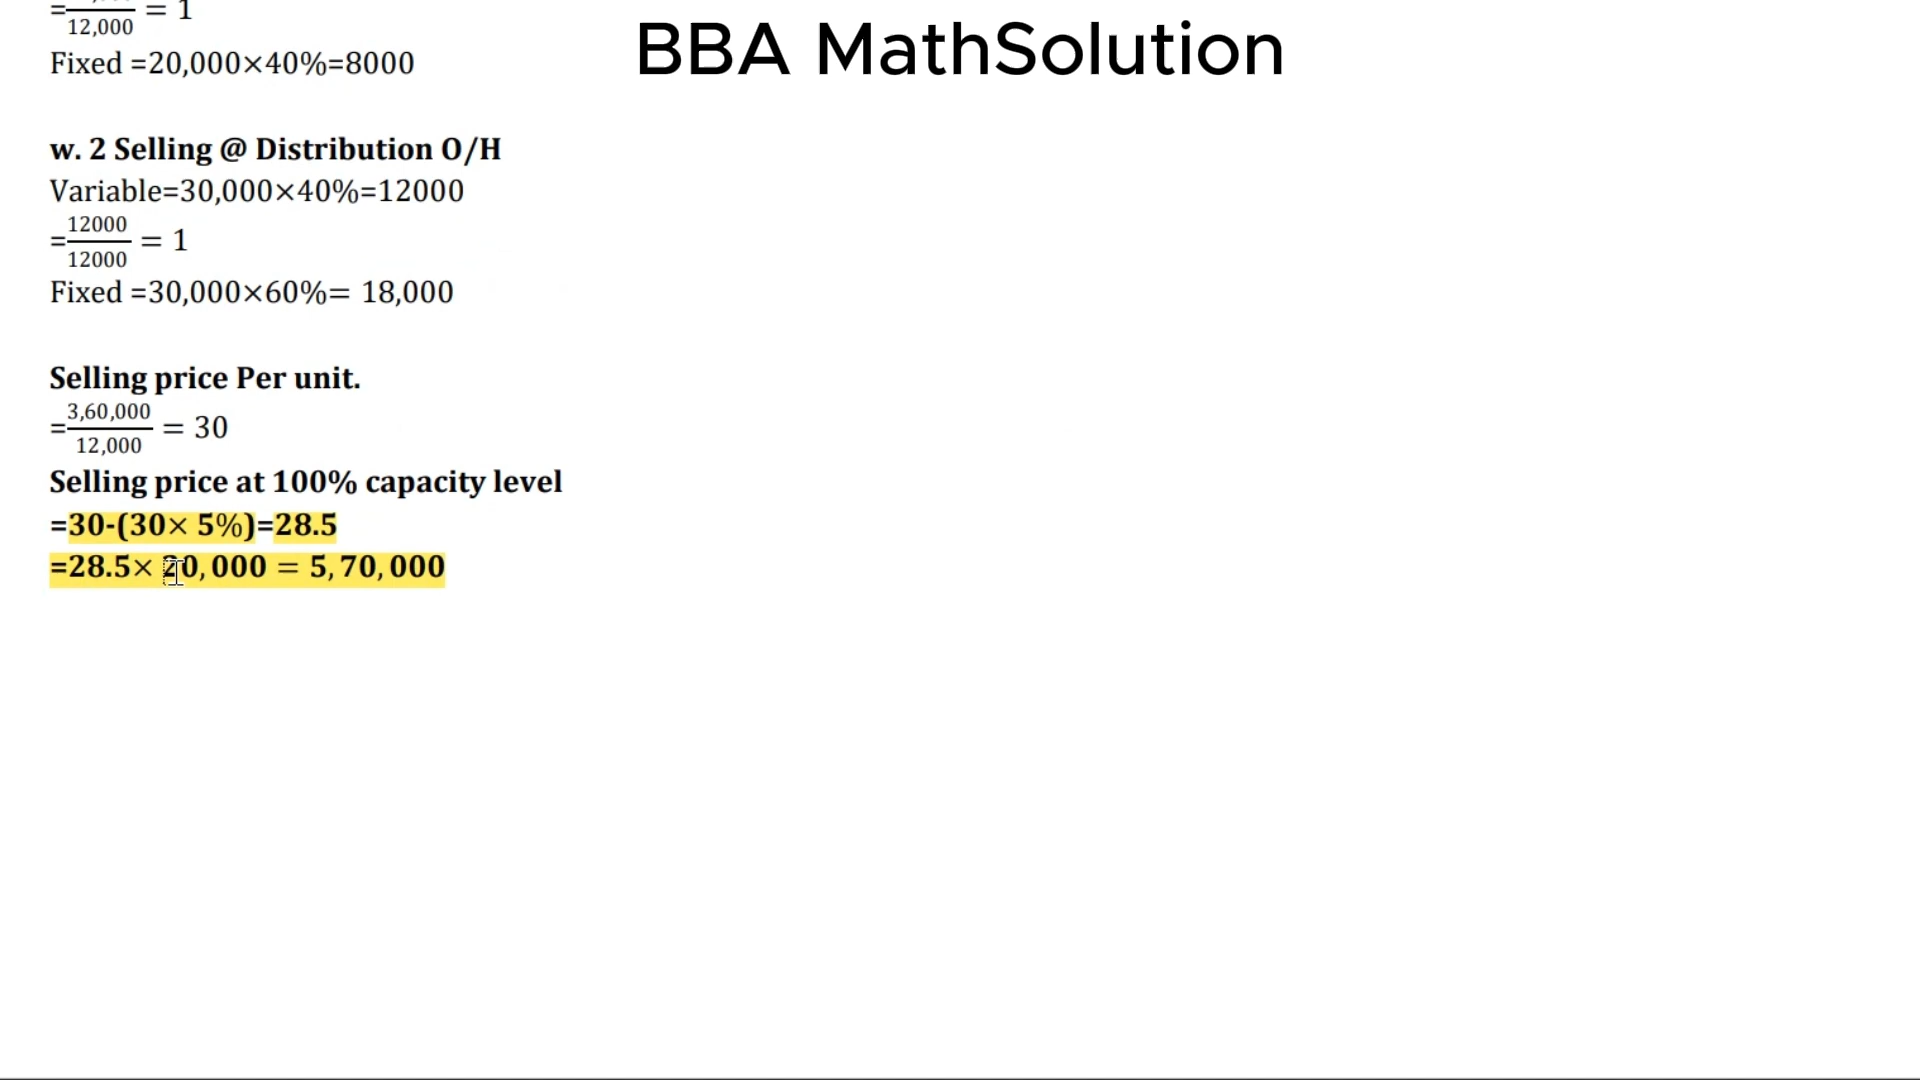 BBA MathSolution
=12,000 = 1
Fixed =20,000×40%=8000
w. 2 Selling @ Distribution O/H
Variable=30,000×40%=12000
=12000/12000 = 1
Fixed =30,000×60%= 18,000
Selling price Per unit.
=3,60,000/12,000 = 30
Selling price at 100% capacity level
=30-(30× 5%)=28.5
=28.5× 20,000 = 5,70,000